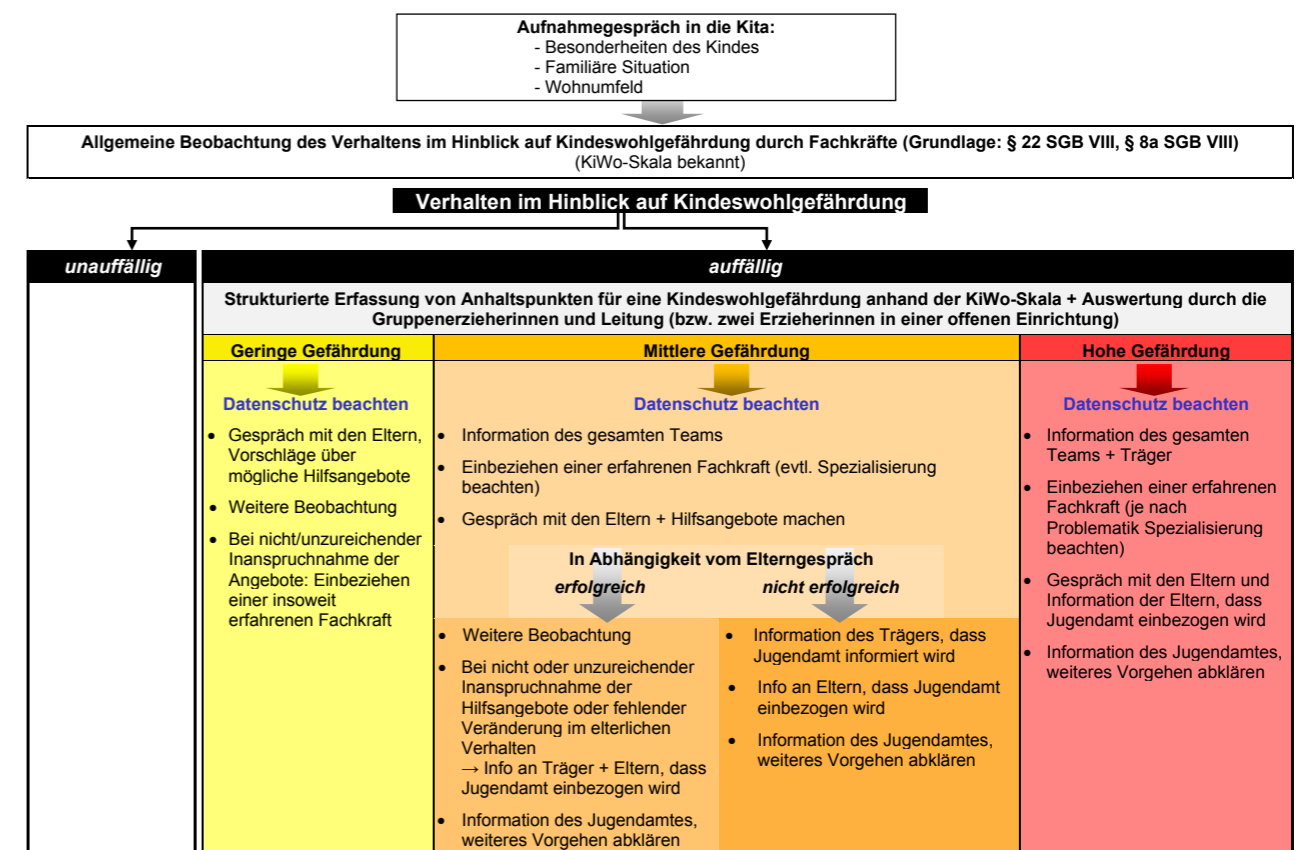 Aufnahmegespräch in die Kita:
- Besonderheiten des Kindes
- Familiäre Situation
- Wohnumfeld
Allgemeine Beobachtung des Verhaltens im Hinblick auf Kindeswohlgefährdung durch Fachkräfte (Grundlage: § 22 SGB VIII, § 8a SGB VIII)
(KiWo-Skala bekannt)
Verhalten im Hinblick auf Kindeswohlgefährdung
unauffällig
auffällig
Strukturierte Erfassung von Anhaltspunkten für eine Kindeswohlgefährdung anhand der KiWo-Skala + Auswertung durch die
Gruppenerzieherinnen und Leitung (bzw. zwei Erzieherinnen in einer offenen Einrichtung)
Geringe Gefährdung
Datenschutz beachten
• Gespräch mit den Eltern,
Vorschläge über
mögliche Hilfsangebote
• Weitere Beobachtung
• Bei nicht/unzureichender
Inanspruchnahme der
Angebote: Einbeziehen
einer insoweit
erfahrenen Fachkraft
Mittlere Gefährdung
Datenschutz beachten
• Information des gesamten Teams
• Einbeziehen einer erfahrenen Fachkraft (evtl. Spezialisierung
beachten)
• Gespräch mit den Eltern + Hilfsangebote machen
In Abhängigkeit vom Elterngespräch
erfolgreich
nicht erfolgreich
• Weitere Beobachtung
• Bei nicht oder unzureichender
Inanspruchnahme der
Hilfsangebote oder fehlender
Veränderung im elterlichen
Verhalten
→ Info an Träger + Eltern, dass
Jugendamt einbezogen wird
• Information des Jugendamtes,
weiteres Vorgehen abklären
• Information des Trägers, dass
Jugendamt informiert wird
• Info an Eltern, dass Jugendamt
einbezogen wird
• Information des Jugendamtes,
weiteres Vorgehen abklären
Hohe Gefährdung
Datenschutz beachten
• Information des gesamten
Teams + Träger
• Einbeziehen einer erfahrenen
Fachkraft (je nach
Problematik Spezialisierung
beachten)
• Gespräch mit den Eltern und
Information der Eltern, dass
Jugendamt einbezogen wird
• Information des Jugendamtes,
weiteres Vorgehen abklären